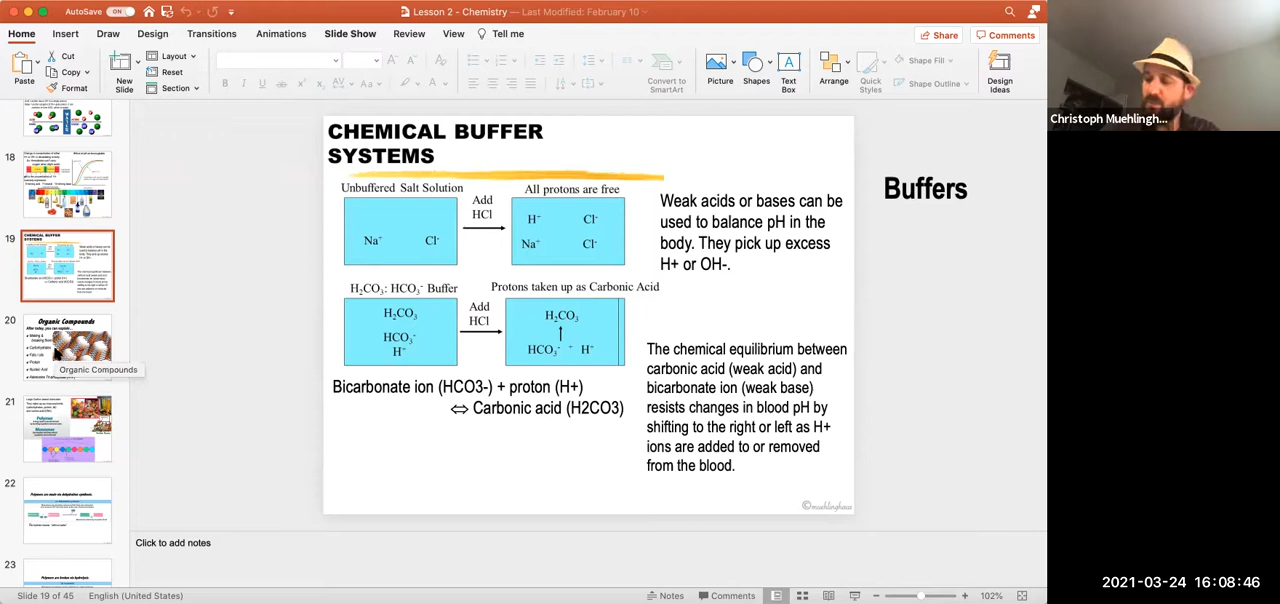 AutoSave ON Lesson 2 - Chemistry — Last Modified: February 10
Home Insert Draw Design Transitions Animations Slide Show Review View Tell me Share Comments
Paste Cut Copy Format
New Slide Layout Reset Section
Convert to SmartArt
Picture Shapes Text Box Arrange Quick Styles Shape Fill Shape Outline Design Ideas
Christoph Muehlingh...
18
19
20
Organic Compounds
Organic Compounds
21
22
23
CHEMICAL BUFFER
SYSTEMS
Unbuffered Salt Solution
Add
HCl
All protons are free
Na⁺ Cl⁻
H⁺ Cl⁻
Na⁻ Cl⁻
H₂CO₃: HCO₃⁻ Buffer
Add
HCl
Protons taken up as Carbonic Acid
H₂CO₃
HCO₃⁻
H⁺
H₂CO₃
HCO₃⁻ + H⁺
Bicarbonate ion (HCO3-) + proton (H+)
⇔ Carbonic acid (H2CO3)
Weak acids or bases can be
used to balance pH in the
body. They pick up excess
H+ or OH-.
The chemical equilibrium between
carbonic acid (weak acid) and
bicarbonate ion (weak base)
resists changes in blood pH by
shifting to the right or left as H+
ions are added to or removed
from the blood.
©muehlinghaus
Buffers
Click to add notes
Slide 19 of 45 English (United States) Notes Comments 102%
2021-03-24 16:08:46